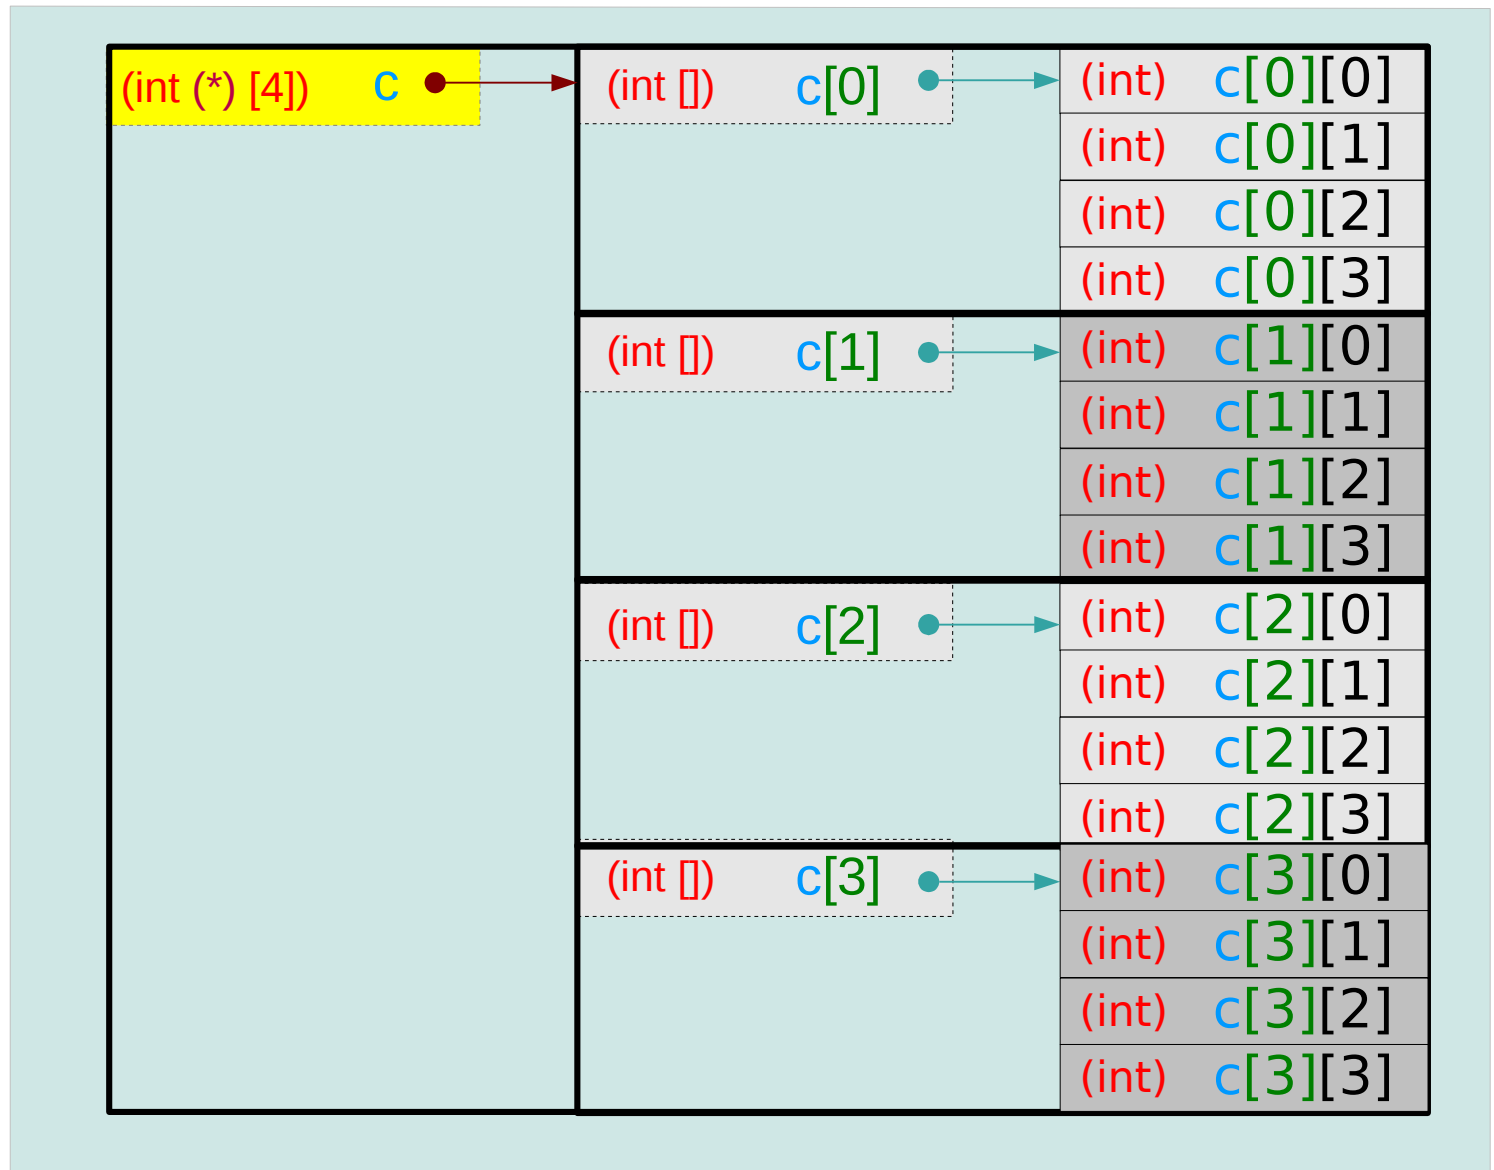 (int (*) [4]) c (int []) c[0] (int) c[0][0]
(int) c[0][1]
(int) c[0][2]
(int) c[0][3]
(int []) c[1] (int) c[1][0]
(int) c[1][1]
(int) c[1][2]
(int) c[1][3]
(int []) c[2] (int) c[2][0]
(int) c[2][1]
(int) c[2][2]
(int) c[2][3]
(int []) c[3] (int) c[3][0]
(int) c[3][1]
(int) c[3][2]
(int) c[3][3]